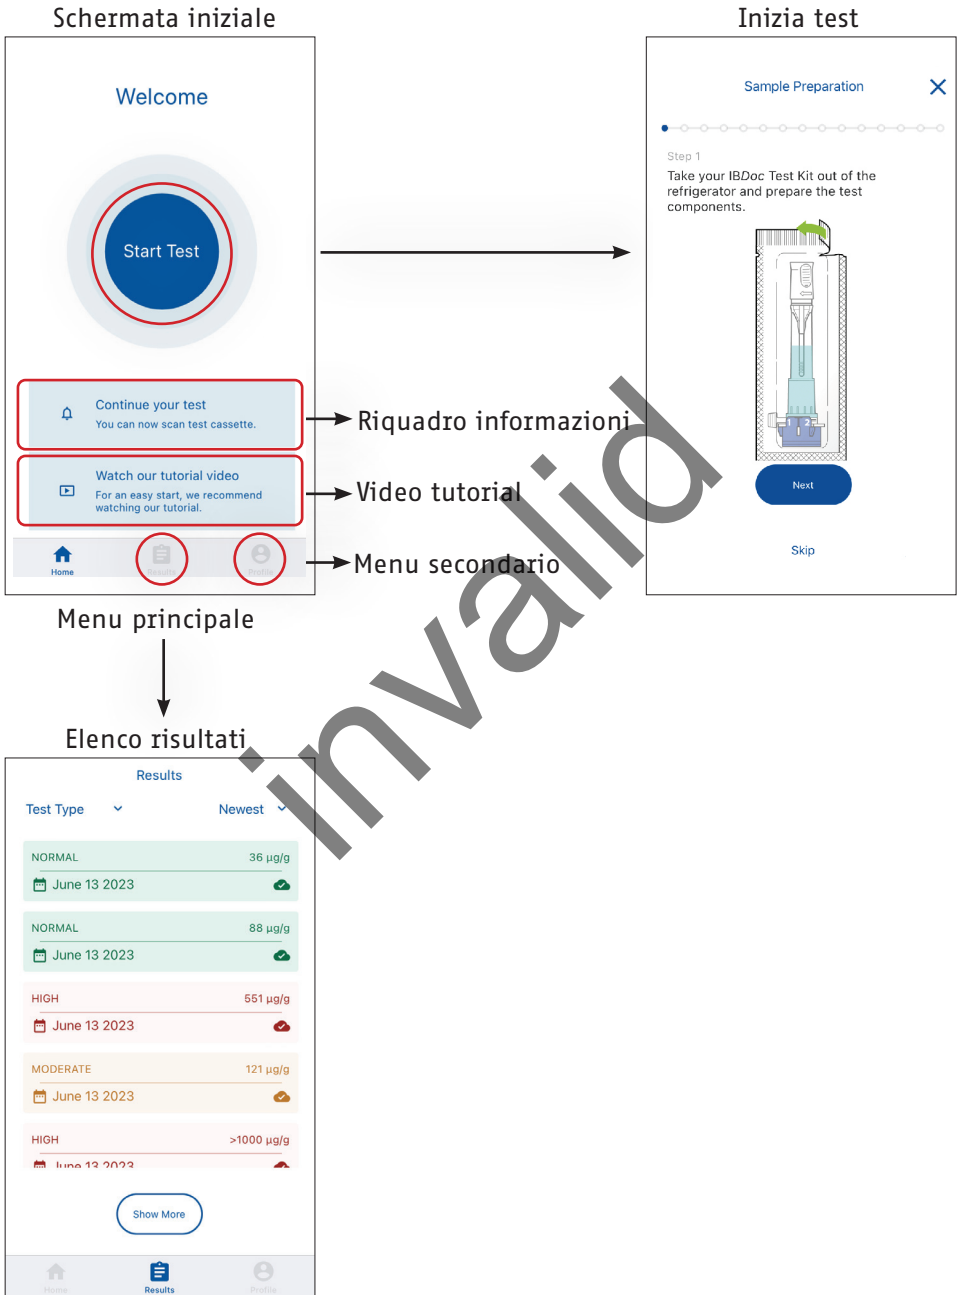 Schermata iniziale
Inizia test
Welcome
Start Test
Continue your test
You can now scan test cassette.
Watch our tutorial video
For an easy start, we recommend
watching our tutorial.
Home
Results
Profile
Sample Preparation
Step 1
Take your IBDoc Test Kit out of the
refrigerator and prepare the test
components.
1 2
Next
Skip
Riquadro informazioni
Video tutorial
Menu secondario
Menu principale
Elenco risultati
Results
Test Type
Newest
NORMAL 36 µg/g
June 13 2023
NORMAL 88 µg/g
June 13 2023
HIGH 551 µg/g
June 13 2023
MODERATE 121 µg/g
June 13 2023
HIGH >1000 µg/g
June 13 2023
Show More
Home
Results
Profile
invalid